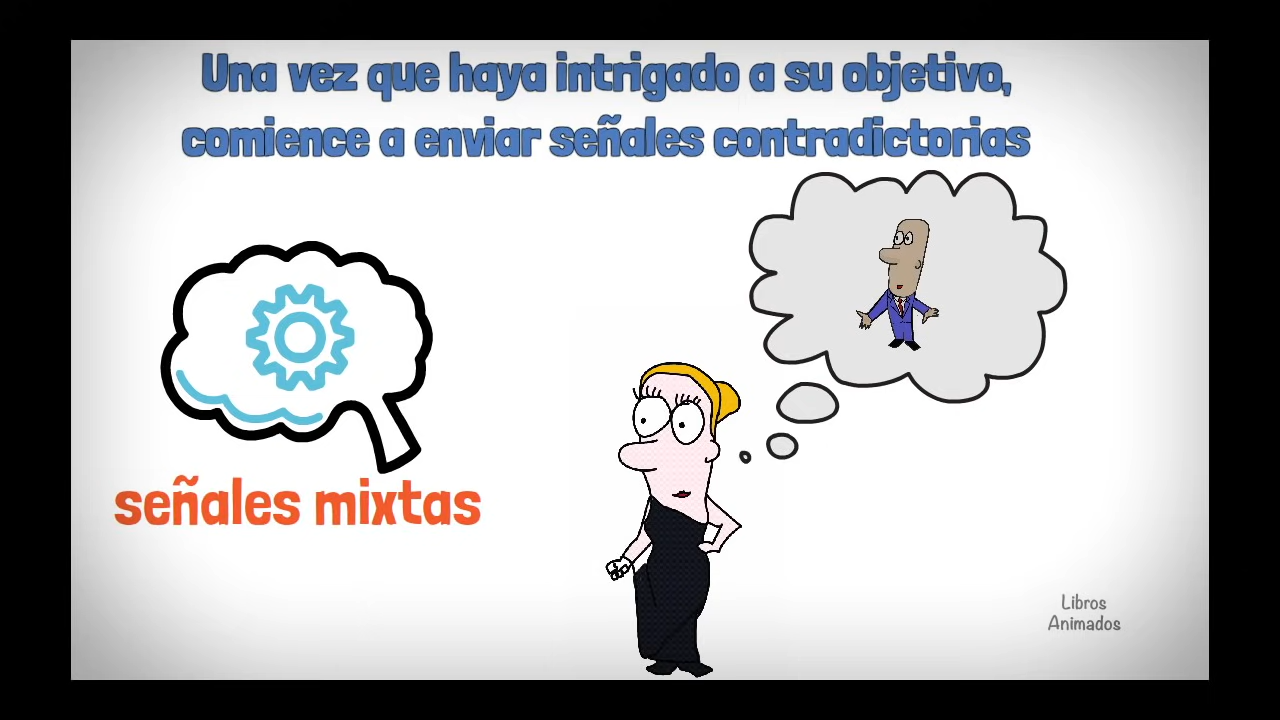 Una vez que haya intrigado a su objetivo,
comience a enviar señales contradictorias
señales mixtas
Libros
Animados